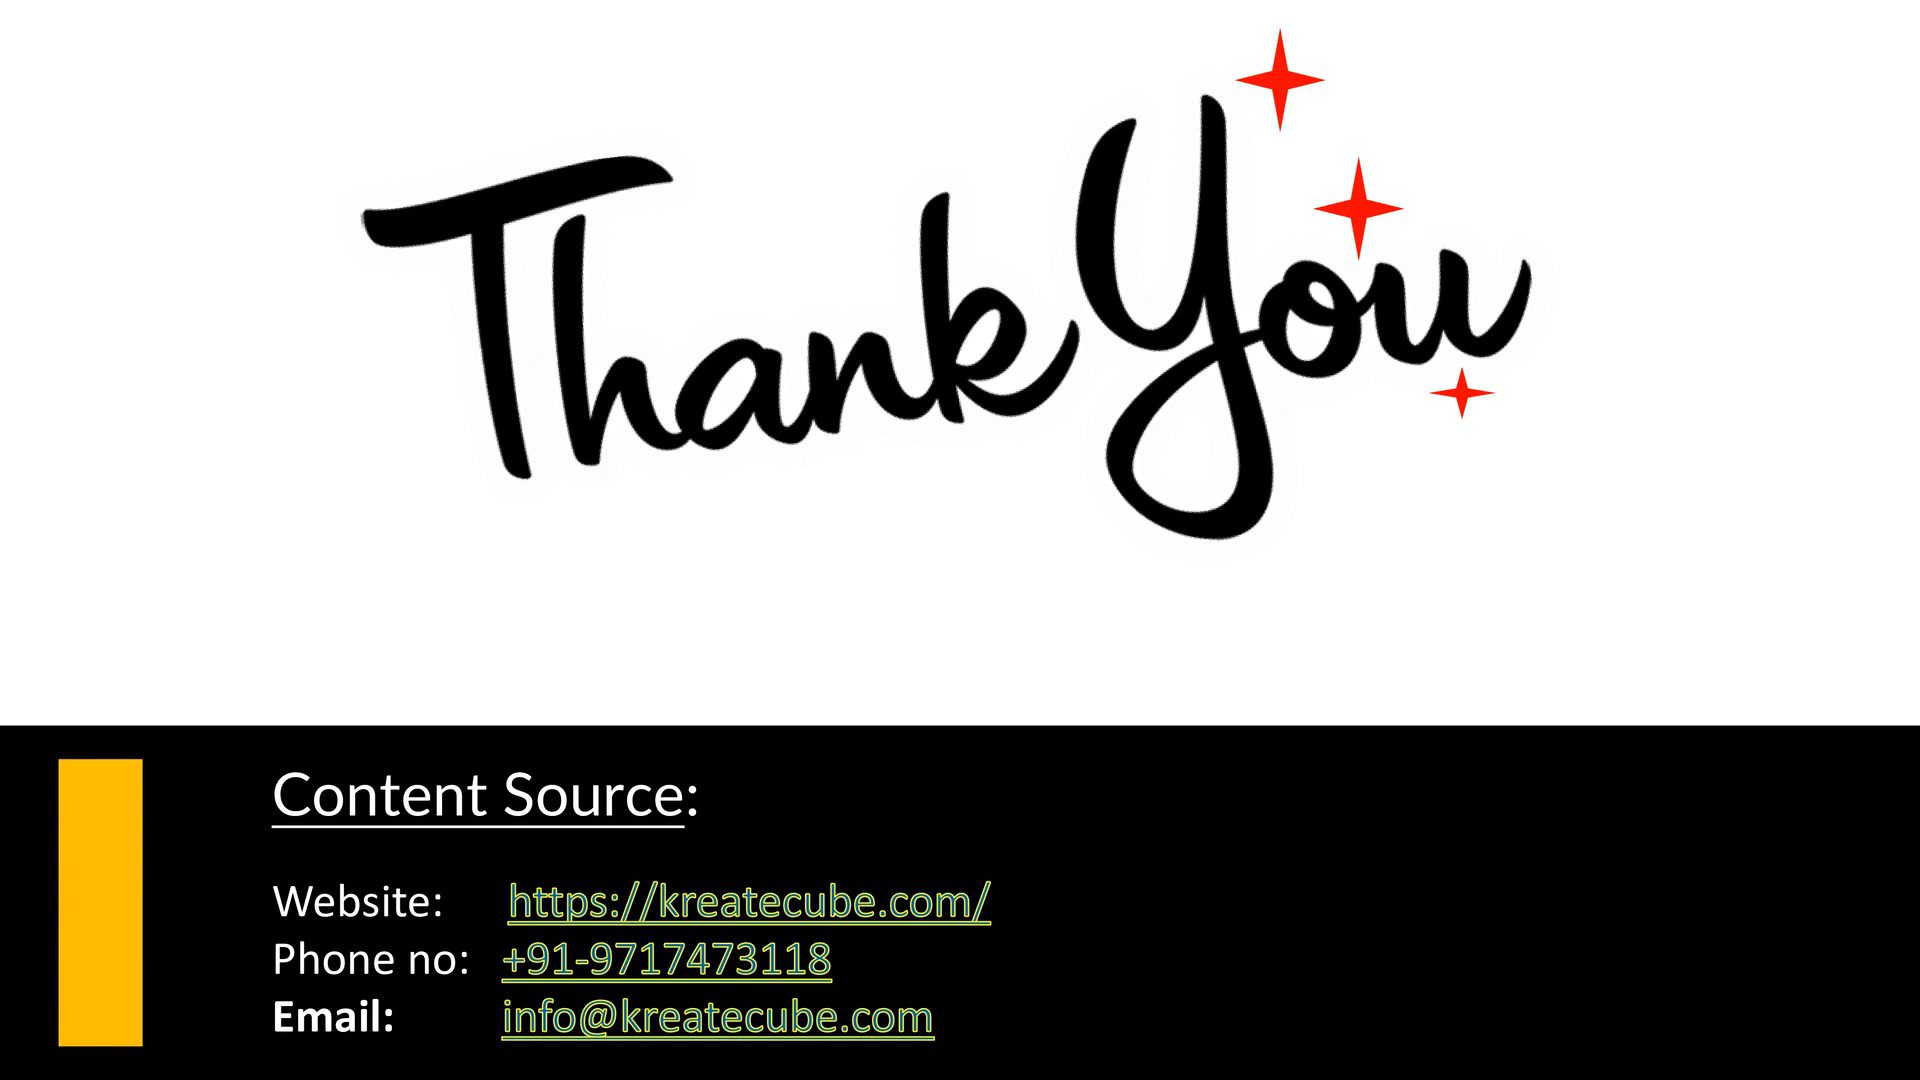 Thank You
Content Source:
Website: https://kreatecube.com/
Phone no: +91-9717473118
Email: info@kreatecube.com